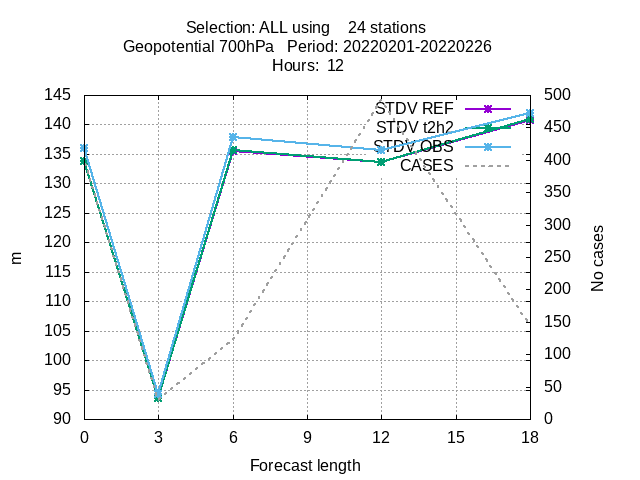 Selection: ALL using 24 stations
Geopotential 700hPa Period: 20220201-20220226
Hours: 12
145
140
135
130
125
120
115
110
105
100
95
90
m
STDV REF
STDV t2h2
STDV OBS
CASES
500
450
400
350
300
250
200
150
100
50
0
No cases
0 3 6 9 12 15 18
Forecast length